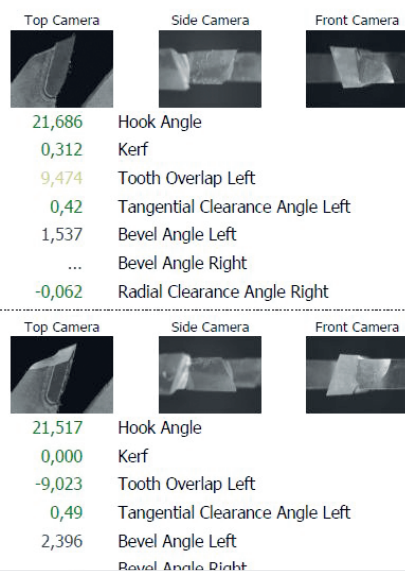 Top Camera Side Camera Front Camera
21,686 Hook Angle
0,312 Kerf
9,474 Tooth Overlap Left
0,42 Tangential Clearance Angle Left
1,537 Bevel Angle Left
... Bevel Angle Right
-0,062 Radial Clearance Angle Right
Top Camera Side Camera Front Camera
21,517 Hook Angle
0,000 Kerf
-9,023 Tooth Overlap Left
0,49 Tangential Clearance Angle Left
2,396 Bevel Angle Left
Bevel Angle Right